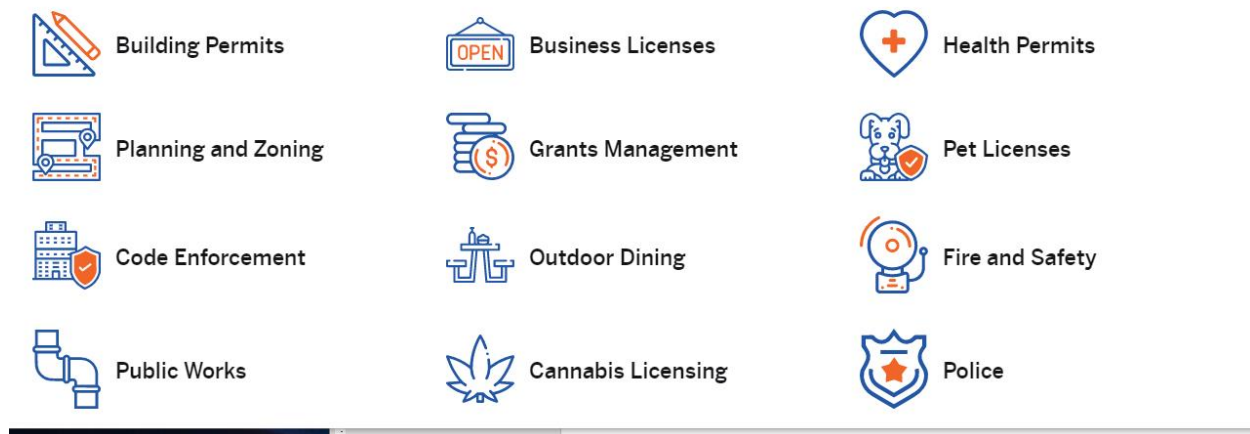 Building Permits
OPEN
Business Licenses
Health Permits
Planning and Zoning
$
Grants Management
Pet Licenses
Code Enforcement
Outdoor Dining
Fire and Safety
Public Works
Cannabis Licensing
Police